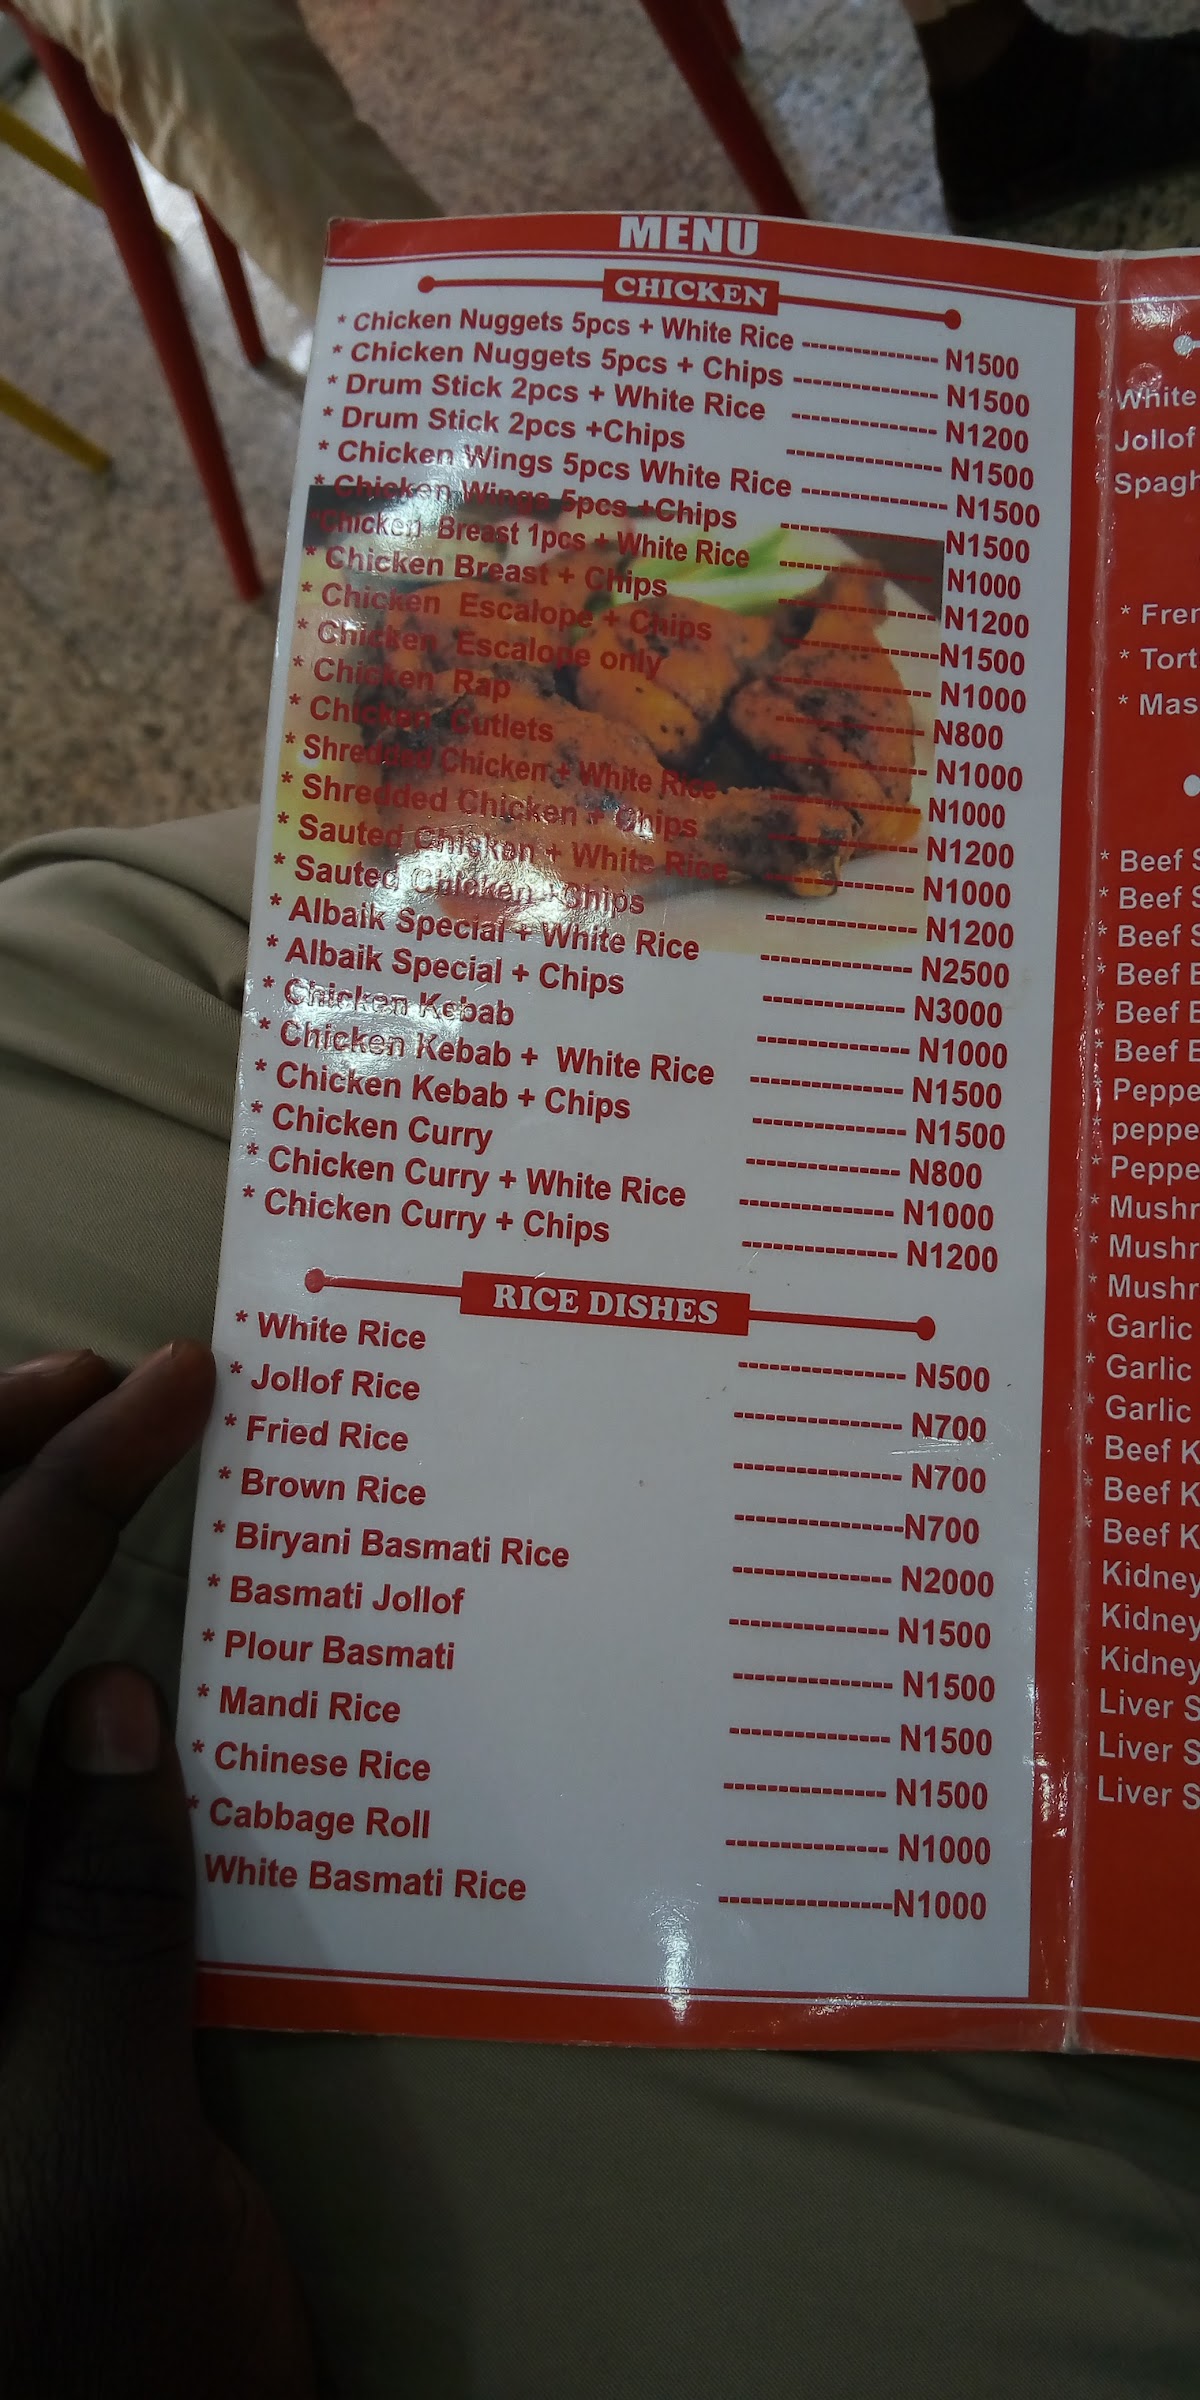 MENU
CHICKEN
* Chicken Nuggets 5pcs + White Rice --------------- N1500
* Chicken Nuggets 5pcs + Chips --------------- N1500
* Drum Stick 2pcs + White Rice --------------- N1200
* Drum Stick 2pcs +Chips --------------- N1500
* Chicken Wings 5pcs White Rice --------------- N1500
* Chicken Wings 5pcs +Chips --------------- N1500
*Chicken Breast 1pcs + White Rice --------------- N1000
* Chicken Breast + Chips --------------- N1200
* Chicken Escalope + Chips ---------------N1500
* Chicken Escalope only --------------- N1000
* Chicken Rap --------------- N800
* Chicken Cutlets --------------- N1000
* Shredded Chicken + White Rice --------------- N1000
* Shredded Chicken + Chips --------------- N1200
* Sauted Chicken + White Rice --------------- N1000
* Sauted Chicken +Chips --------------- N1200
* Albaik Special + White Rice --------------- N2500
* Albaik Special + Chips --------------- N3000
* Chicken Kebab --------------- N1000
* Chicken Kebab + White Rice --------------- N1500
* Chicken Kebab + Chips --------------- N1500
* Chicken Curry --------------- N800
* Chicken Curry + White Rice --------------- N1000
* Chicken Curry + Chips --------------- N1200
RICE DISHES
* White Rice --------------- N500
* Jollof Rice --------------- N700
* Fried Rice --------------- N700
* Brown Rice ---------------N700
* Biryani Basmati Rice --------------- N2000
* Basmati Jollof --------------- N1500
* Plour Basmati --------------- N1500
* Mandi Rice --------------- N1500
* Chinese Rice --------------- N1500
* Cabbage Roll --------------- N1000
White Basmati Rice ---------------N1000
* White
Jollof
Spagh
* Fren
* Tort
* Mas
* Beef S
* Beef S
* Beef S
* Beef E
* Beef E
* Beef E
* Peppe
* peppe
* Peppe
* Mushr
* Mushr
* Mushr
* Garlic
* Garlic
* Garlic
* Beef K
* Beef K
* Beef K
Kidney
Kidney
Kidney
Liver S
Liver S
Liver S